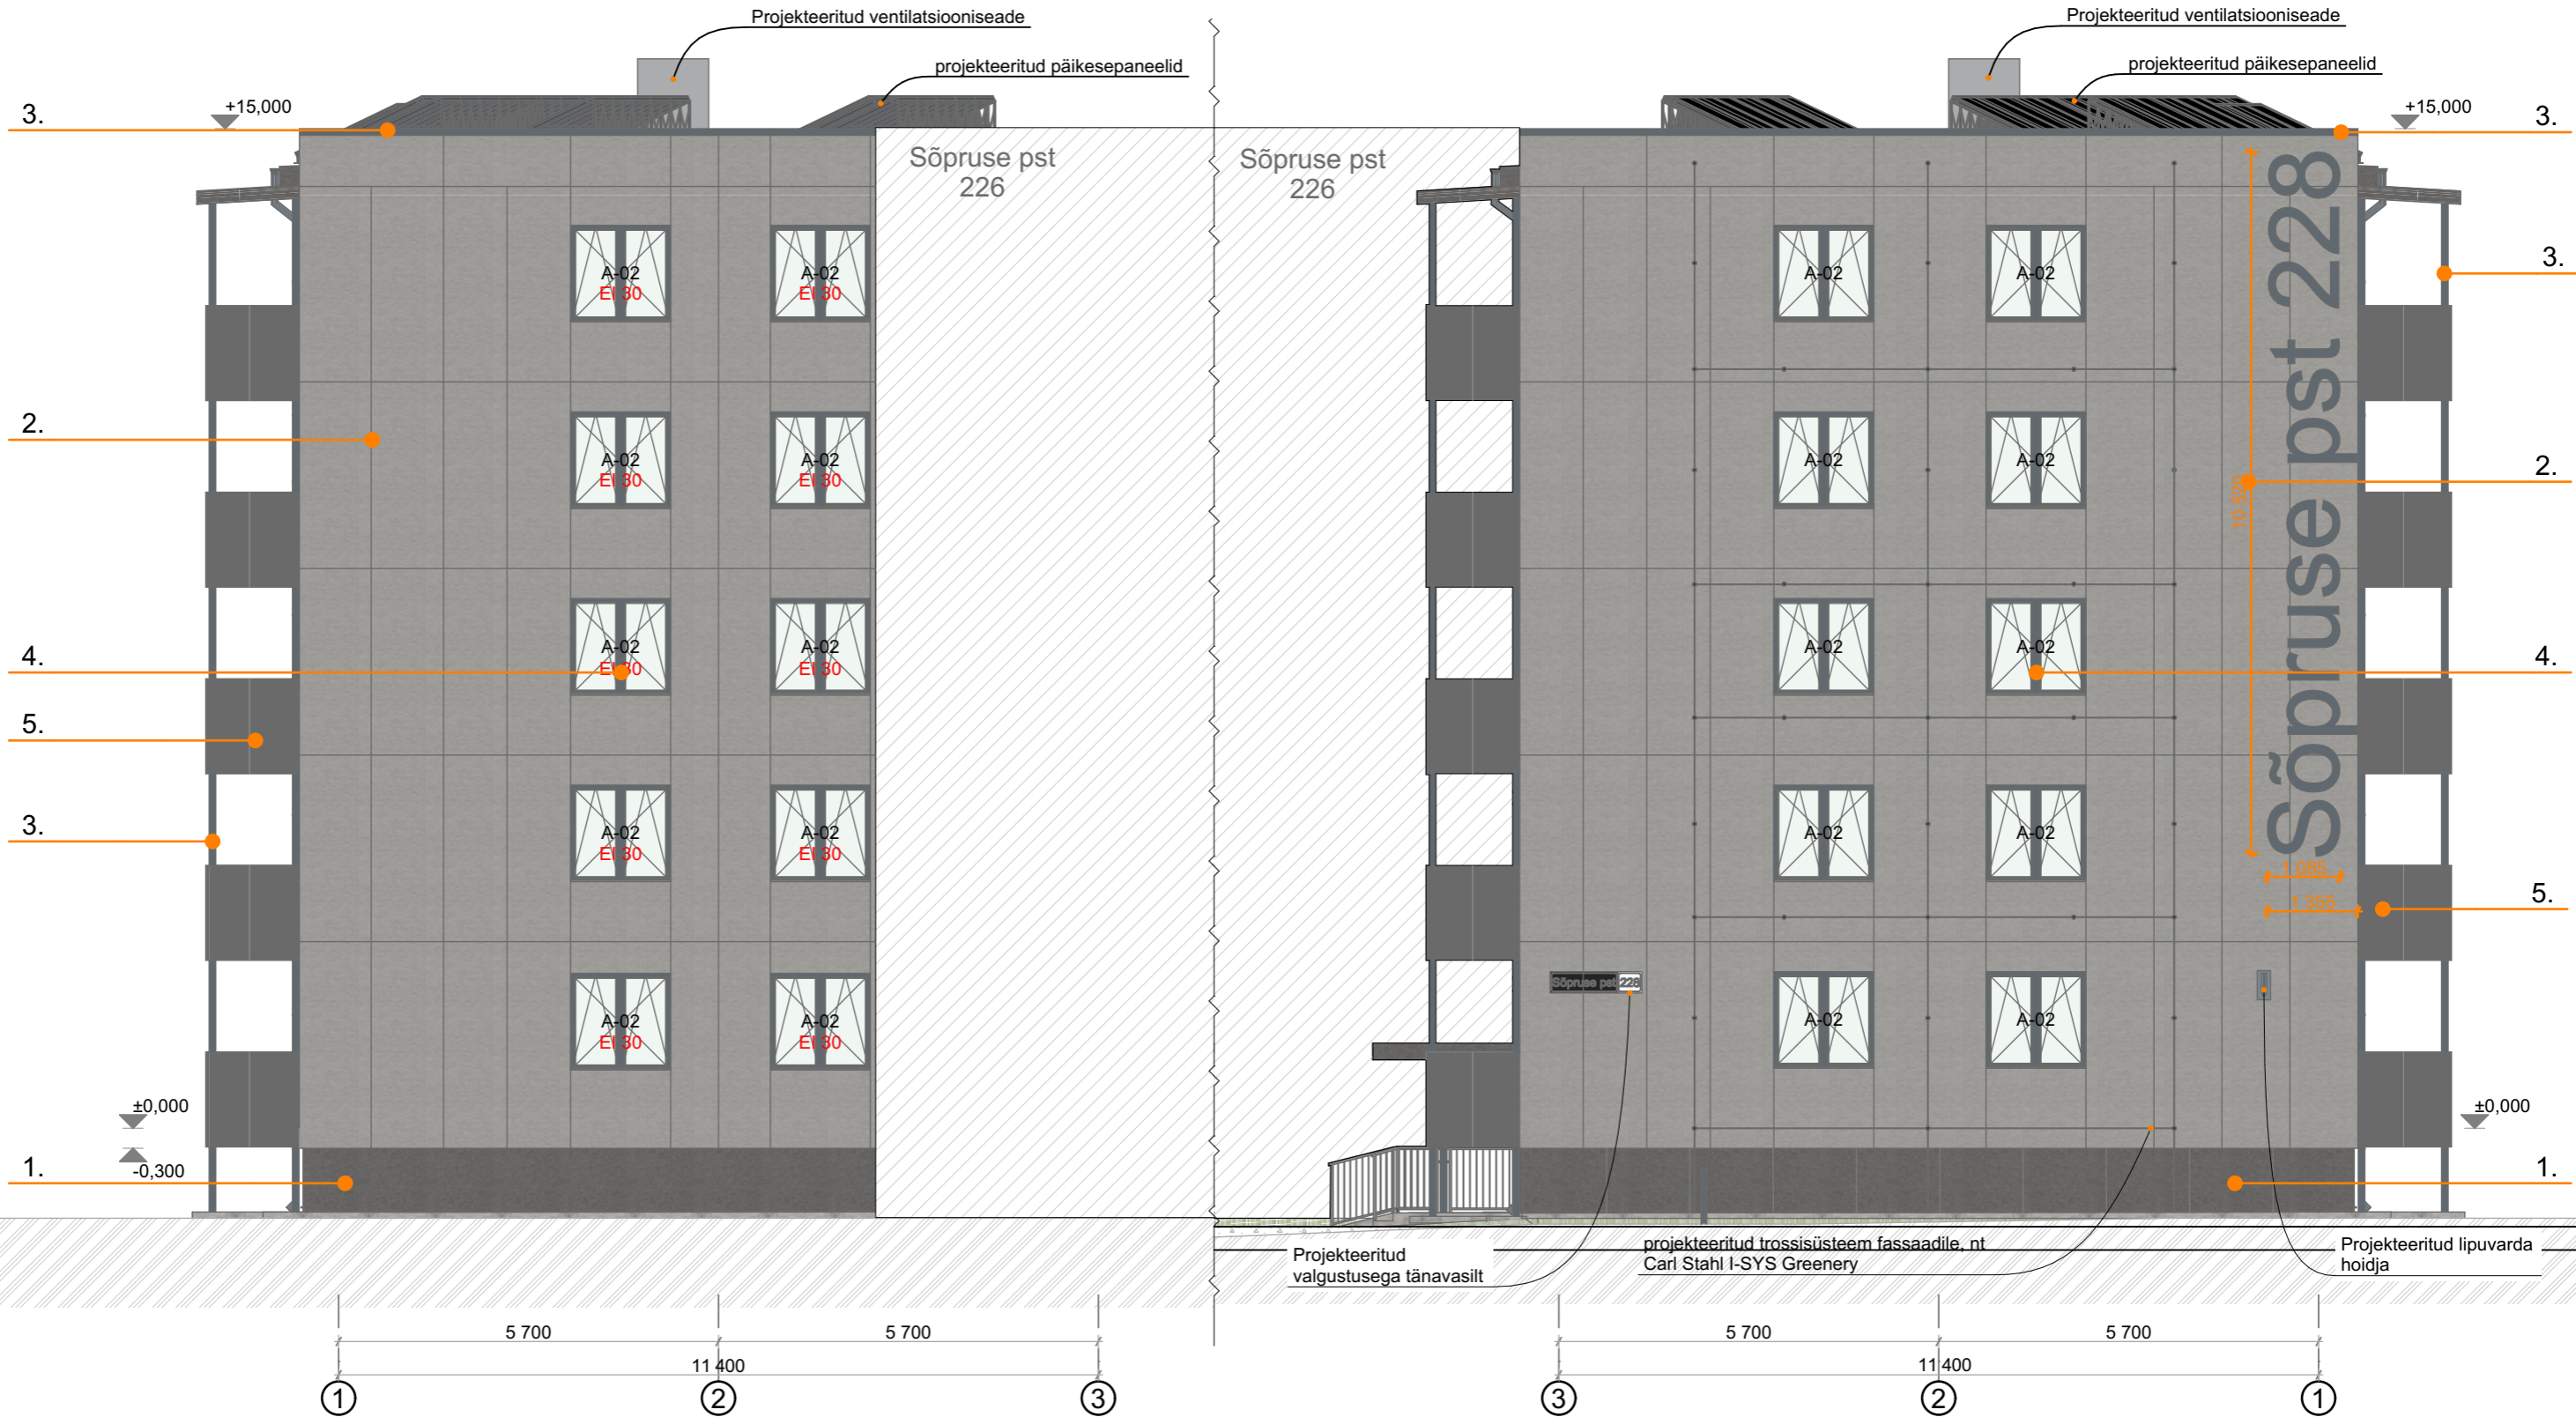 Projekteeritud ventilatsiooniseade
projekteeritud päikesepaneelid
+15,000
3.
2.
4.
5.
3.
±0,000
-0,300
1.
Sõpruse pst
226
A-02
EI 30
A-02
EI 30
A-02
EI 30
A-02
EI 30
A-02
EI 30
A-02
EI 30
A-02
EI 30
A-02
EI 30
A-02
EI 30
A-02
EI 30
5 700
5 700
11 400
1
2
3
Projekteeritud ventilatsiooniseade
projekteeritud päikesepaneelid
+15,000
3.
3.
2.
4.
5.
±0,000
1.
Sõpruse pst
226
A-02
A-02
A-02
A-02
A-02
A-02
A-02
A-02
A-02
A-02
Sõpruse pst 228
10 520
1 085
1 355
Sõpruse pst 228
Projekteeritud
valgustusega tänavasilt
projekteeritud trossisüsteem fassaadile, nt
Carl Stahl I-SYS Greenery
Projekteeritud lipuvarda
hoidja
5 700
5 700
11 400
3
2
1